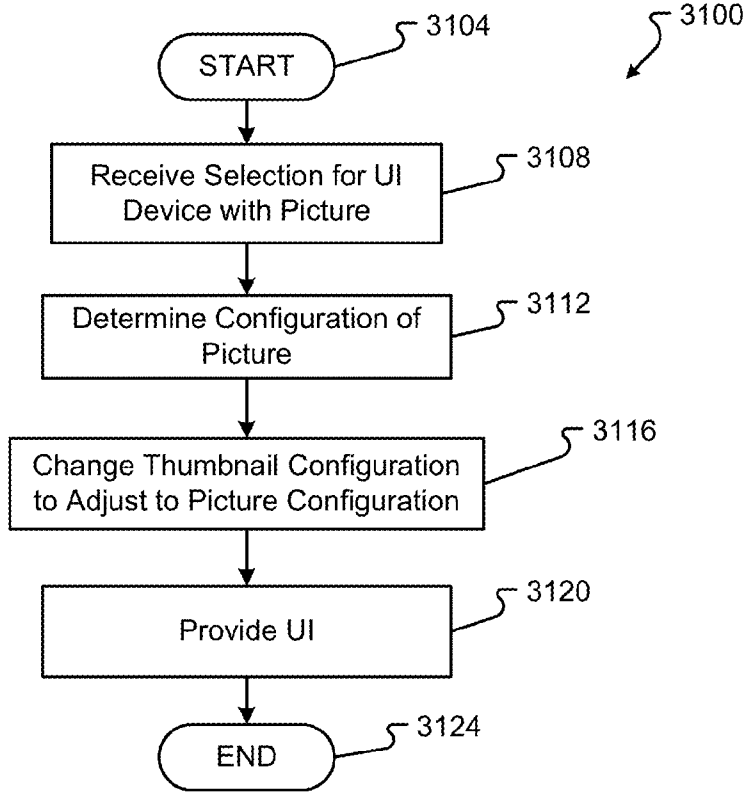 3100
START
3104
Receive Selection for UI
Device with Picture
3108
Determine Configuration of
Picture
3112
Change Thumbnail Configuration
to Adjust to Picture Configuration
3116
Provide UI
3120
END
3124